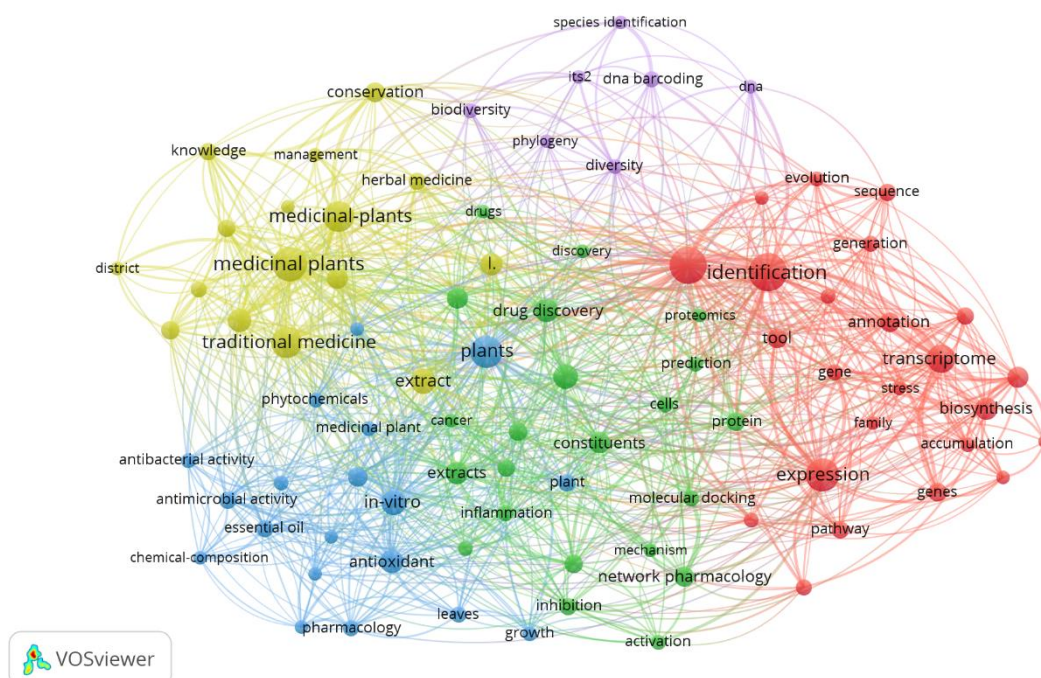 species identification
its2
dna barcoding
dna
conservation
biodiversity
phylogeny
knowledge
management
diversity
herbal medicine
evolution
sequence
medicinal-plants
drugs
generation
discovery
medicinal plants
l.
identification
district
drug discovery
proteomics
annotation
traditional medicine
tool
plants
transcriptome
prediction
gene
extract
stress
phytochemicals
cells
biosynthesis
cancer
protein
family
medicinal plant
constituents
accumulation
antibacterial activity
extracts
expression
plant
antimicrobial activity
in-vitro
molecular docking
genes
inflammation
essential oil
pathway
chemical-composition
antioxidant
mechanism
network pharmacology
inhibition
leaves
pharmacology
growth
activation
VOSviewer